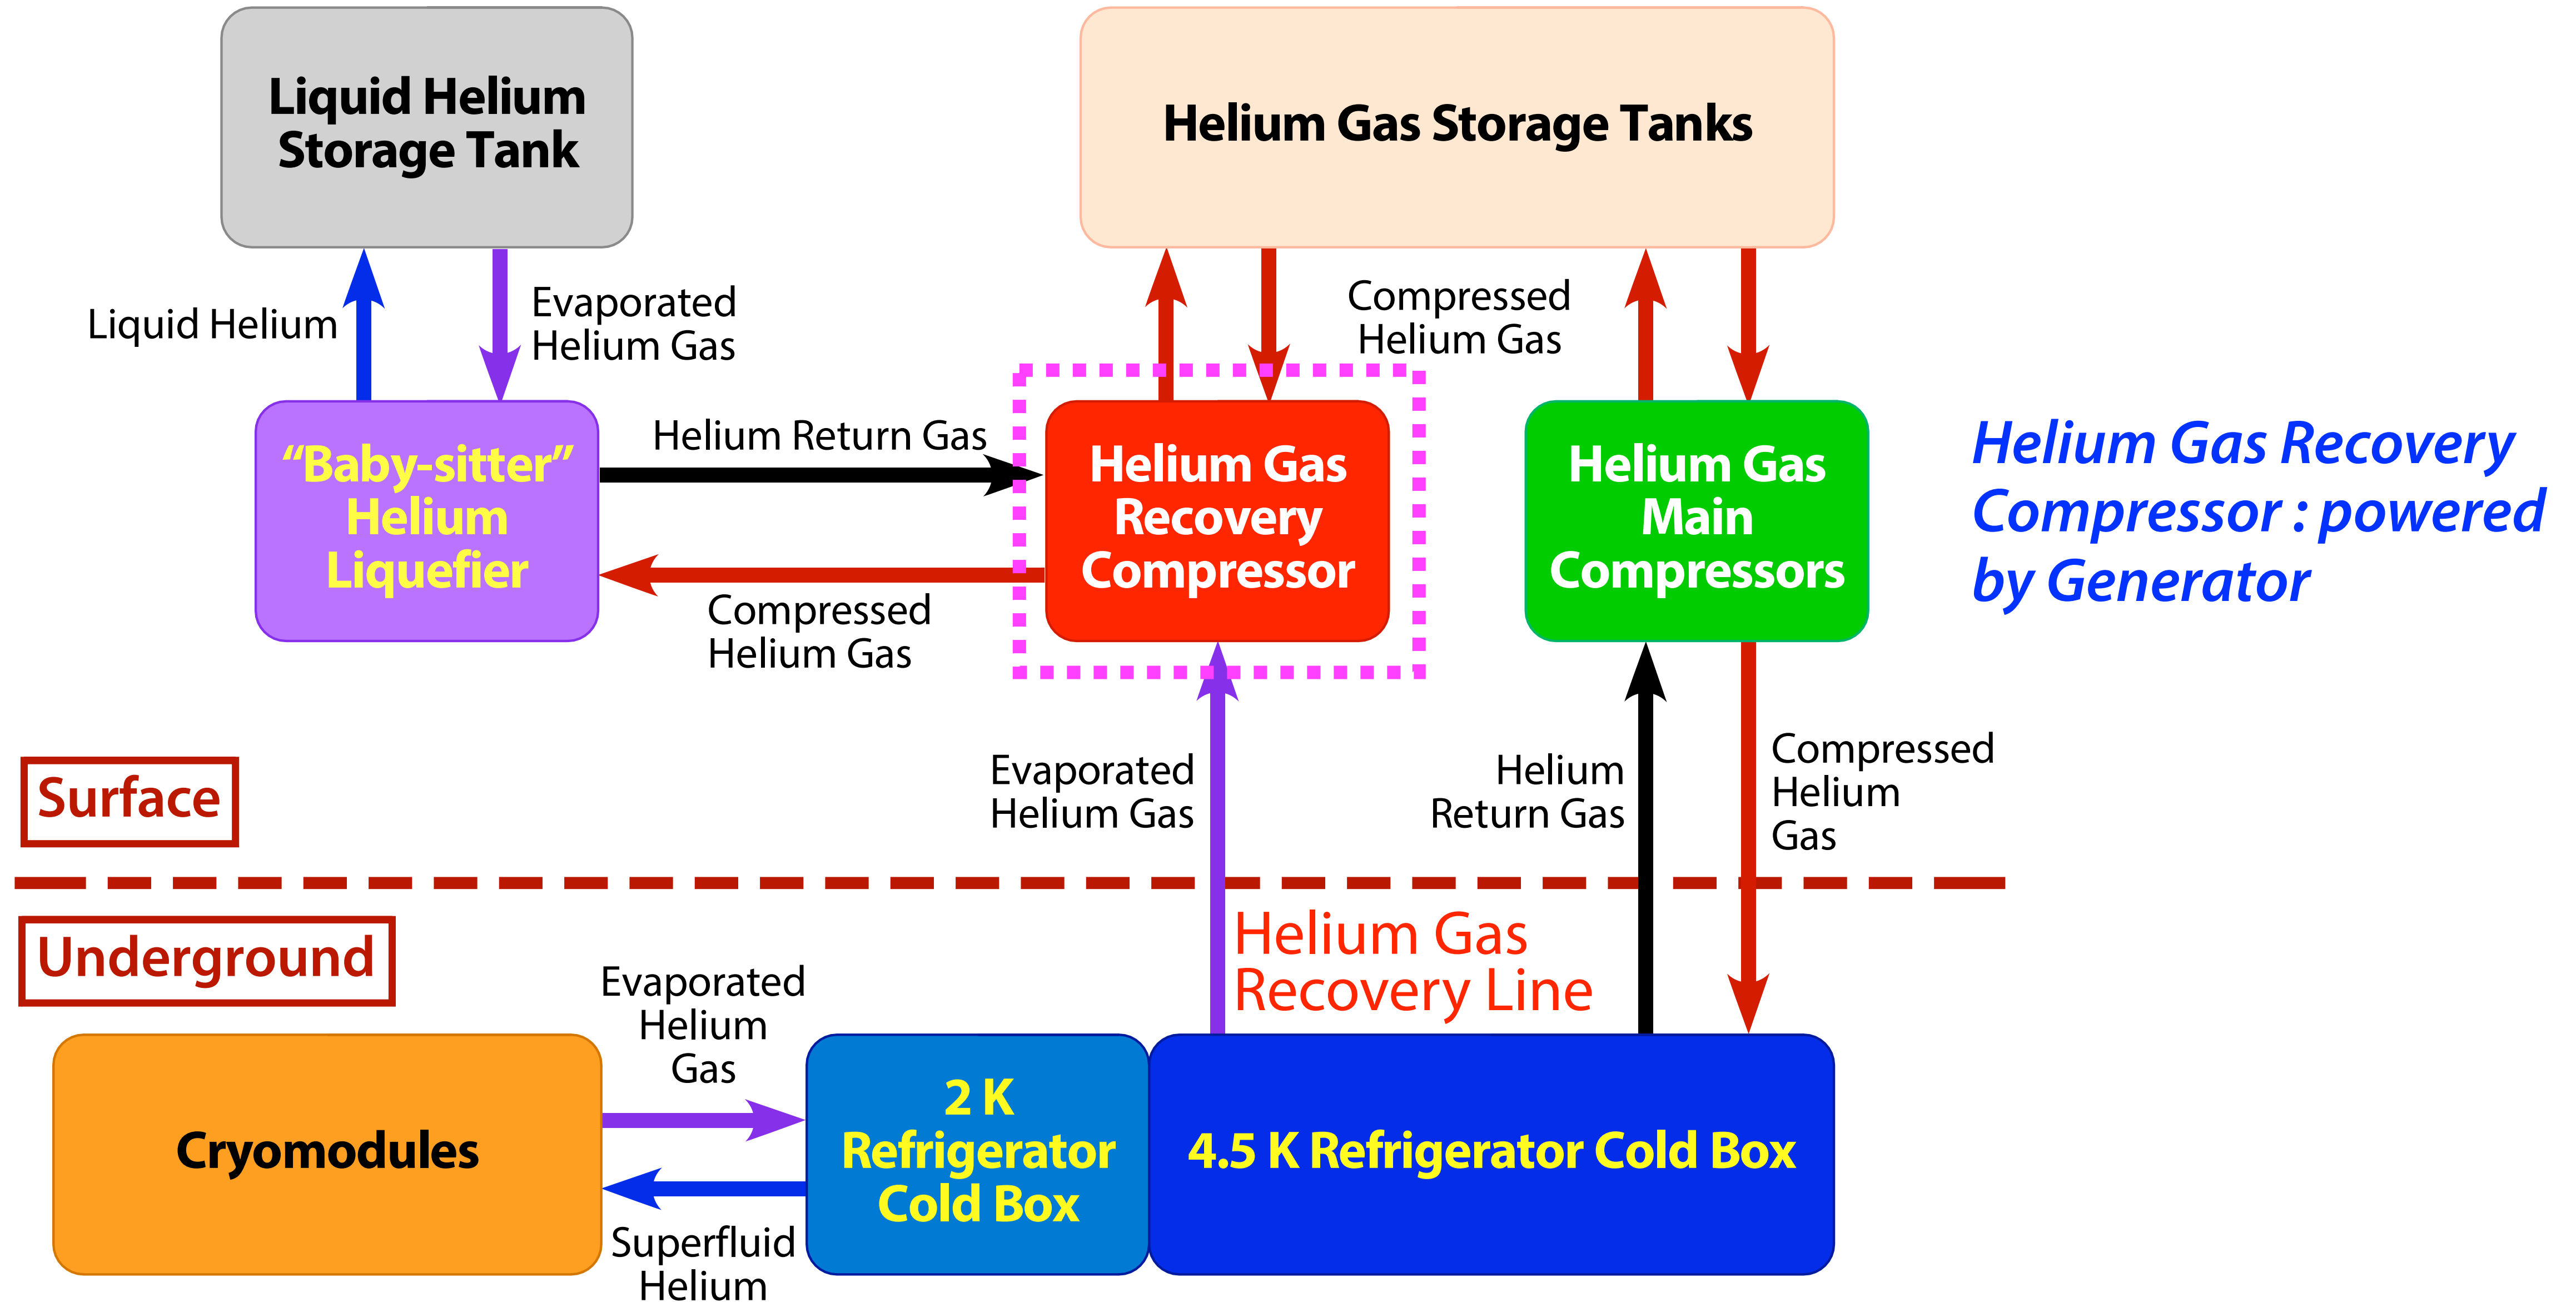 Liquid Helium
Storage Tank
Helium Gas Storage Tanks
Liquid Helium
Evaporated
Helium Gas
Compressed
Helium Gas
“Baby-sitter”
Helium
Liquefier
Helium Return Gas
Compressed
Helium Gas
Helium Gas
Recovery
Compressor
Helium Gas
Main
Compressors
Helium Gas Recovery
Compressor : powered
by Generator
Surface
Evaporated
Helium Gas
Helium
Return Gas
Compressed
Helium
Gas
Underground
Helium Gas
Recovery Line
Evaporated
Helium
Gas
Superfluid
Helium
Cryomodules
2 K
Refrigerator
Cold Box
4.5 K Refrigerator Cold Box